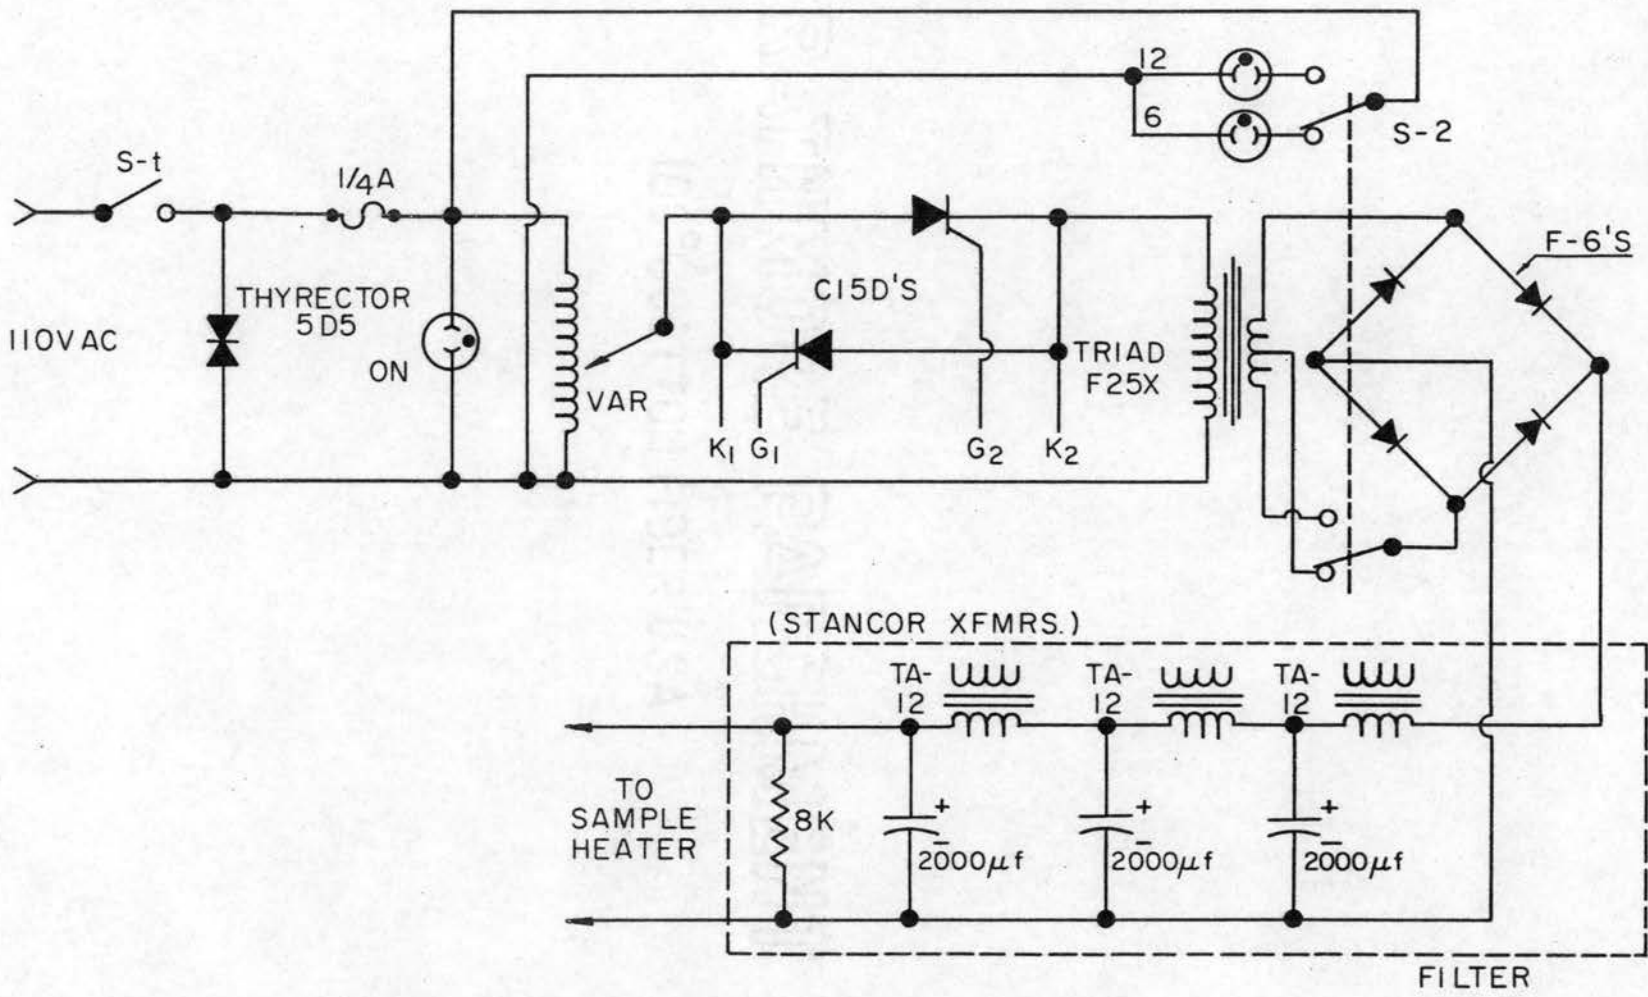 12
6
S-2
S-t
1/4A
F-6'S
THYRECTOR
5D5
C15D'S
110VAC
ON
VAR
TRIAD
F25X
K1 G1
G2 K2
(STANCOR XFMRS.)
TA-
12
TA-
12
TA-
12
TO
SAMPLE
HEATER
8K
+
−
2000μf
+
−
2000μf
+
−
2000μf
FILTER